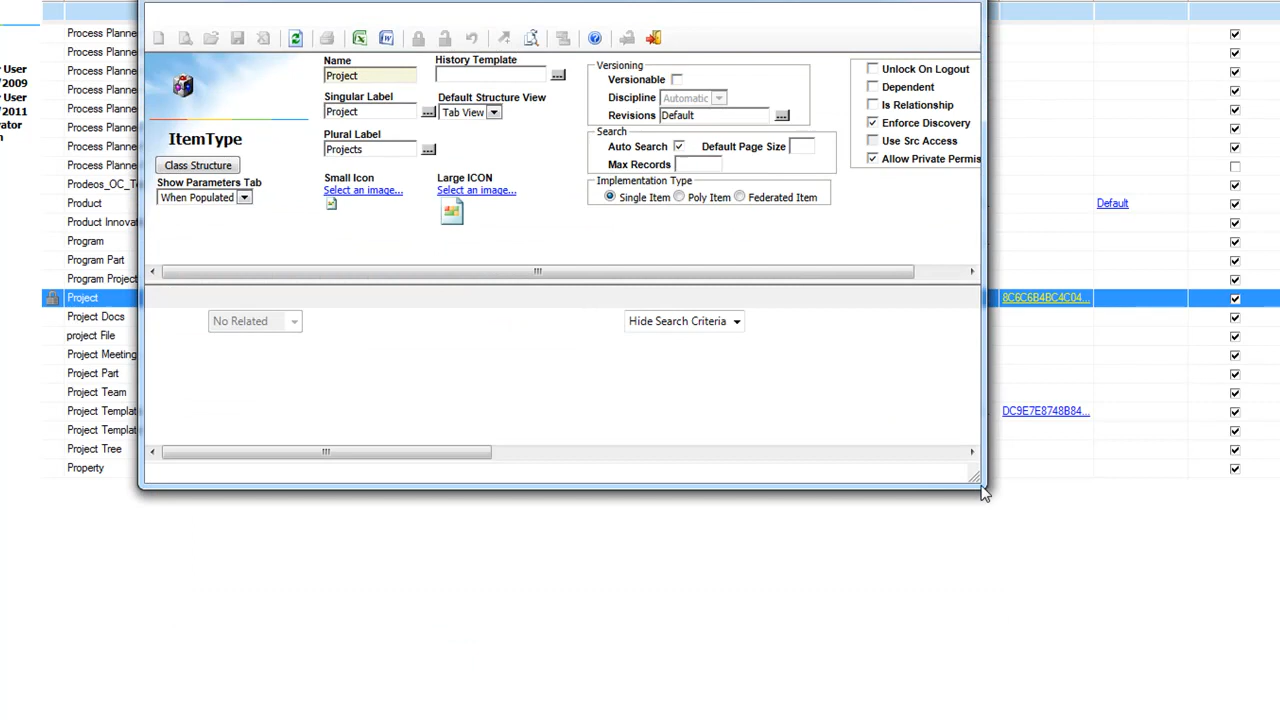 Process Planne
Process Planne
Process Planne
Process Planne
Process Planne
Process Planne
Process Planne
Process Planne
Prodeos_OC_Te
Product
Product Innova
Program
Program Part
Program Project
Project
Project Docs
project File
Project Meeting
Project Part
Project Team
Project Templat
Project Templat
Project Tree
Property
User
/2009
User
/2011
rator
ItemType
Class Structure
Show Parameters Tab
When Populated
Name
Project
Singular Label
Project
...
Plural Label
Projects
...
Small Icon
Select an image...
History Template
...
Default Structure View
Tab View
Large ICON
Select an image...
Versioning
Versionable
Discipline Automatic
Revisions Default ...
Search
Auto Search Default Page Size
Max Records
Implementation Type
Single Item Poly Item Federated Item
Unlock On Logout
Dependent
Is Relationship
Enforce Discovery
Use Src Access
Allow Private Permis
No Related
Hide Search Criteria
Default
8C6C6B4BC4C04...
DC9E7E8748B84...